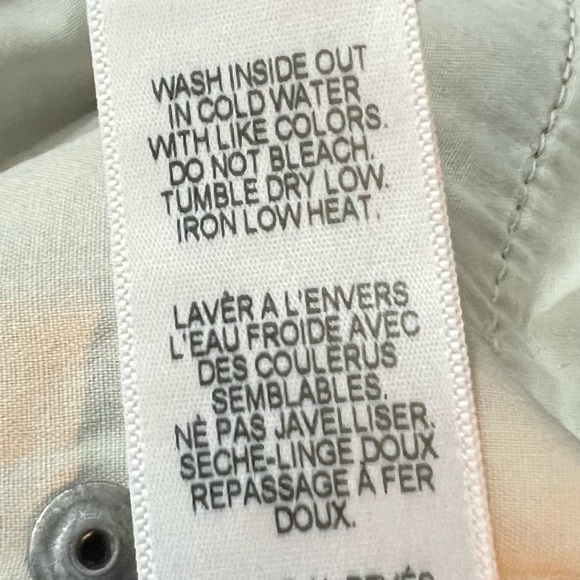 WASH INSIDE OUT
IN COLD WATER
WITH LIKE COLORS.
DO NOT BLEACH.
TUMBLE DRY LOW.
IRON LOW HEAT.
LAVÈR A L'ENVERS
L'EAU FROIDE AVEC
DES COULERUS
SEMBLABLES.
NÈ PAS JAVELLISER.
SECHE-LINGE DOUX
REPASSAGE A FER
DOUX.